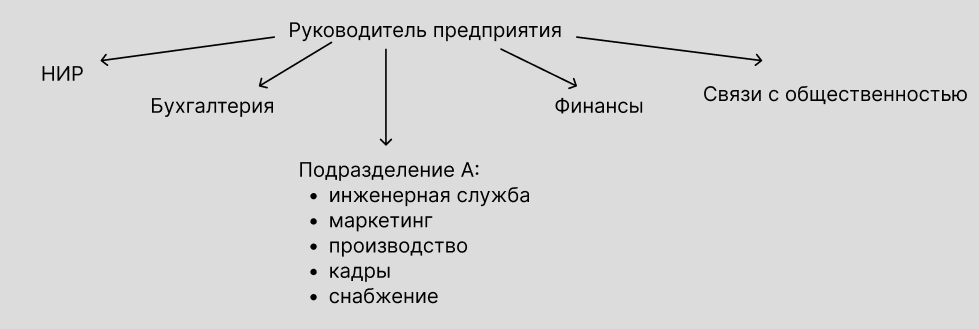 Руководитель предприятия
НИР
Бухгалтерия
Финансы
Связи с общественностью
Подразделение А:
• инженерная служба
• маркетинг
• производство
• кадры
• снабжение